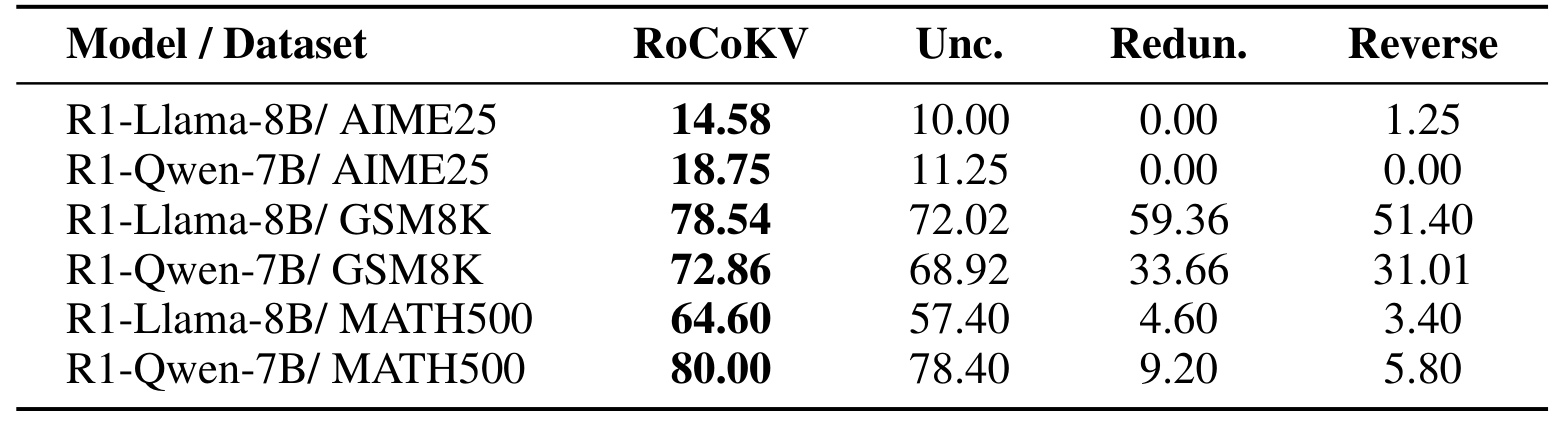 Model / Dataset RoCoKV Unc. Redun. Reverse
R1-Llama-8B/ AIME25 14.58 10.00 0.00 1.25
R1-Qwen-7B/ AIME25 18.75 11.25 0.00 0.00
R1-Llama-8B/ GSM8K 78.54 72.02 59.36 51.40
R1-Qwen-7B/ GSM8K 72.86 68.92 33.66 31.01
R1-Llama-8B/ MATH500 64.60 57.40 4.60 3.40
R1-Qwen-7B/ MATH500 80.00 78.40 9.20 5.80